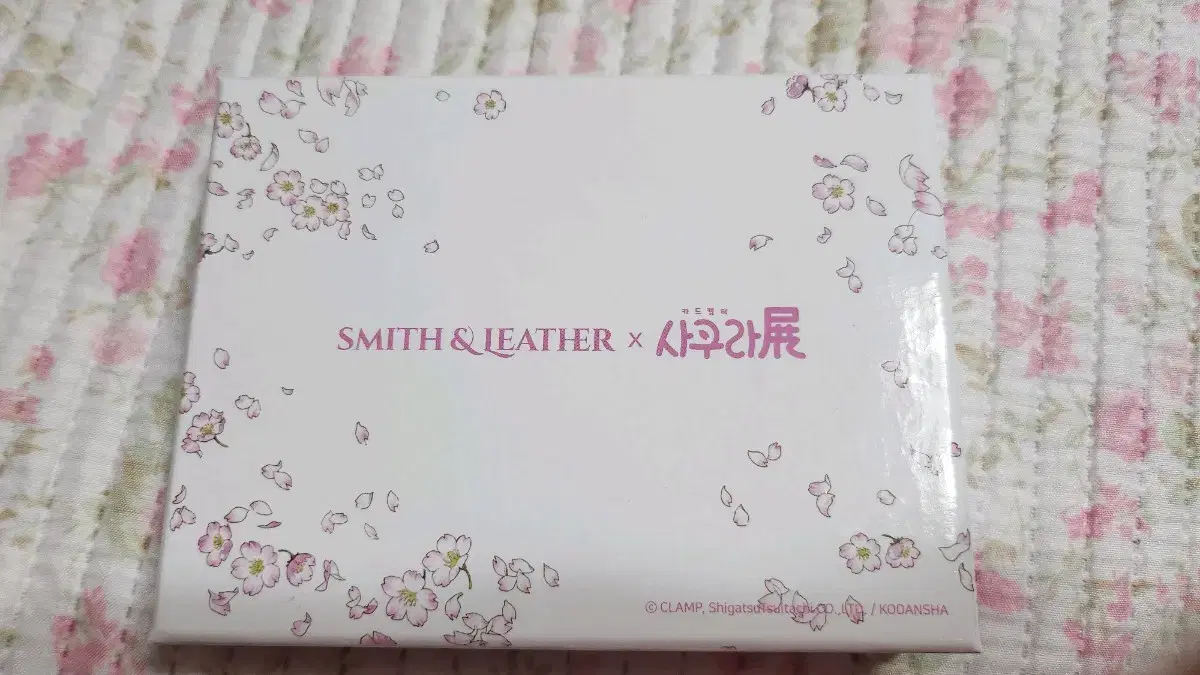 SMITH & LEATHER x 카드캡터 사쿠라展
© CLAMP, ShigatsuTsuitachi CO., LTD. / KODANSHA